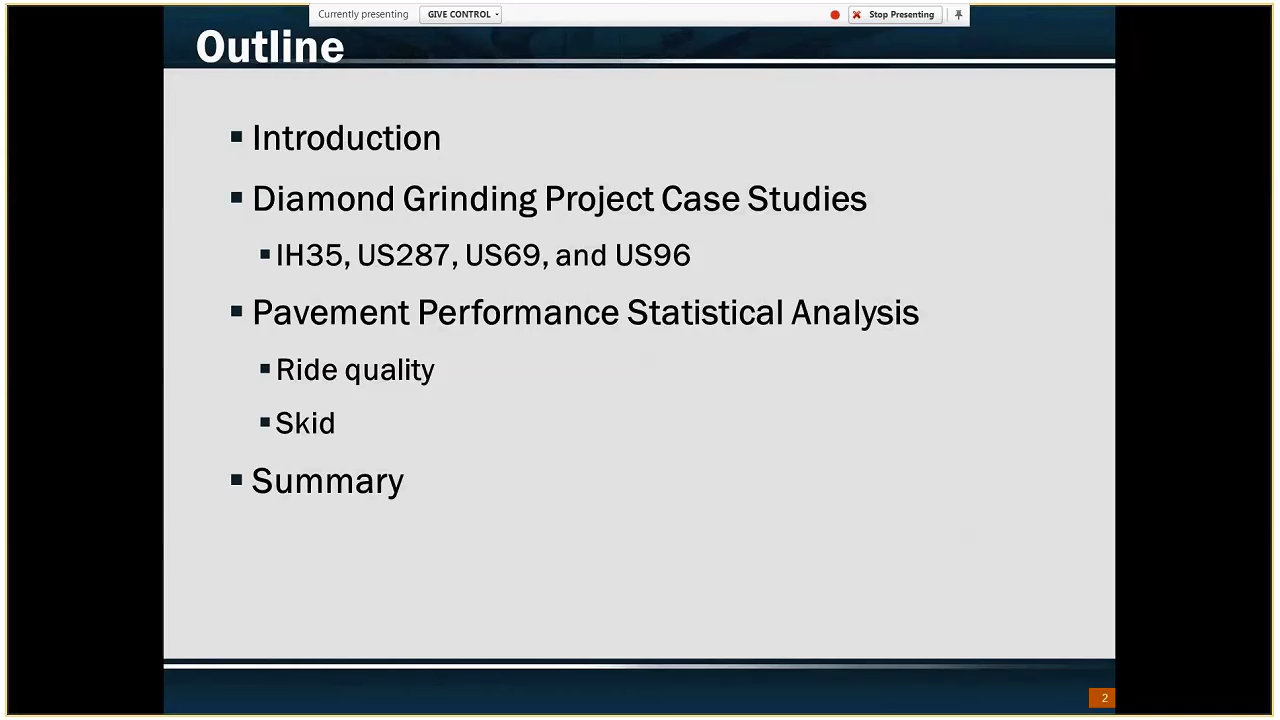 Currently presenting GIVE CONTROL Stop Presenting
Outline
Introduction
Diamond Grinding Project Case Studies
IH35, US287, US69, and US96
Pavement Performance Statistical Analysis
Ride quality
Skid
Summary
2